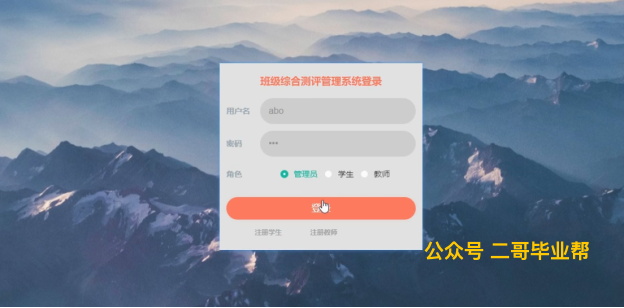 班级综合测评管理系统登录
用户名 abo
密码 •••
角色 管理员 学生 教师
注册学生 注册教师
公众号 二哥毕业帮